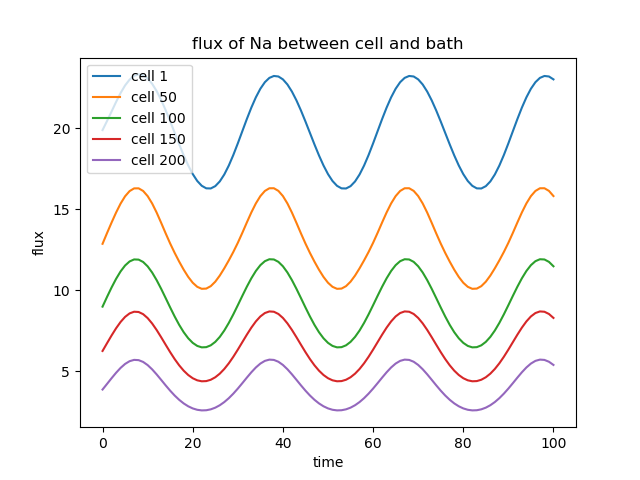 flux of Na between cell and bath
cell 1
cell 50
cell 100
cell 150
cell 200
flux
20
15
10
5
0
20
40
60
80
100
time